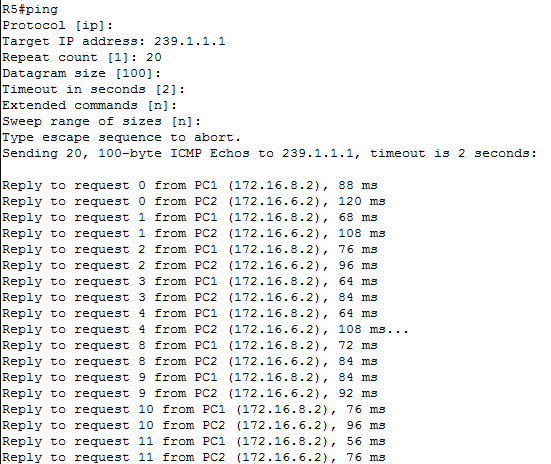 R5#ping
Protocol [ip]:
Target IP address: 239.1.1.1
Repeat count [1]: 20
Datagram size [100]:
Timeout in seconds [2]:
Extended commands [n]:
Sweep range of sizes [n]:
Type escape sequence to abort.
Sending 20, 100-byte ICMP Echos to 239.1.1.1, timeout is 2 seconds:

Reply to request 0 from PC1 (172.16.8.2), 88 ms
Reply to request 0 from PC2 (172.16.6.2), 120 ms
Reply to request 1 from PC1 (172.16.8.2), 68 ms
Reply to request 1 from PC2 (172.16.6.2), 108 ms
Reply to request 2 from PC1 (172.16.8.2), 76 ms
Reply to request 2 from PC2 (172.16.6.2), 96 ms
Reply to request 3 from PC1 (172.16.8.2), 64 ms
Reply to request 3 from PC2 (172.16.6.2), 84 ms
Reply to request 4 from PC1 (172.16.8.2), 64 ms
Reply to request 4 from PC2 (172.16.6.2), 108 ms...
Reply to request 8 from PC1 (172.16.8.2), 72 ms
Reply to request 8 from PC2 (172.16.6.2), 84 ms
Reply to request 9 from PC1 (172.16.8.2), 84 ms
Reply to request 9 from PC2 (172.16.6.2), 92 ms
Reply to request 10 from PC1 (172.16.8.2), 76 ms
Reply to request 10 from PC2 (172.16.6.2), 96 ms
Reply to request 11 from PC1 (172.16.8.2), 56 ms
Reply to request 11 from PC2 (172.16.6.2), 76 ms